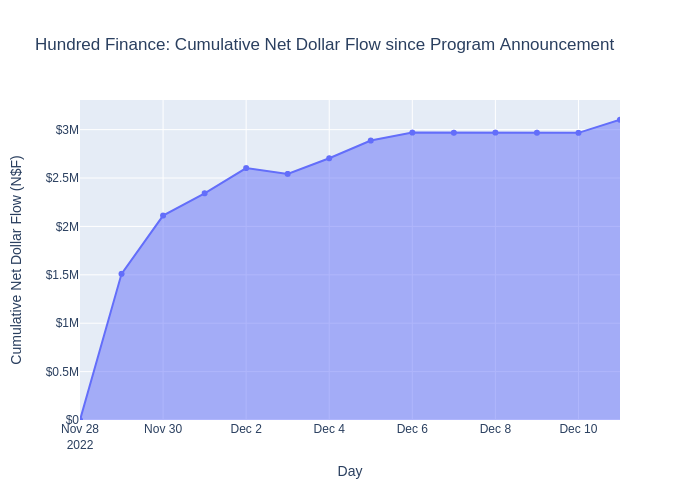 Hundred Finance: Cumulative Net Dollar Flow since Program Announcement
Cumulative Net Dollar Flow (N$F)
$3M
$2.5M
$2M
$1.5M
$1M
$0.5M
$0
Nov 28
2022
Nov 30
Dec 2
Dec 4
Dec 6
Dec 8
Dec 10
Day